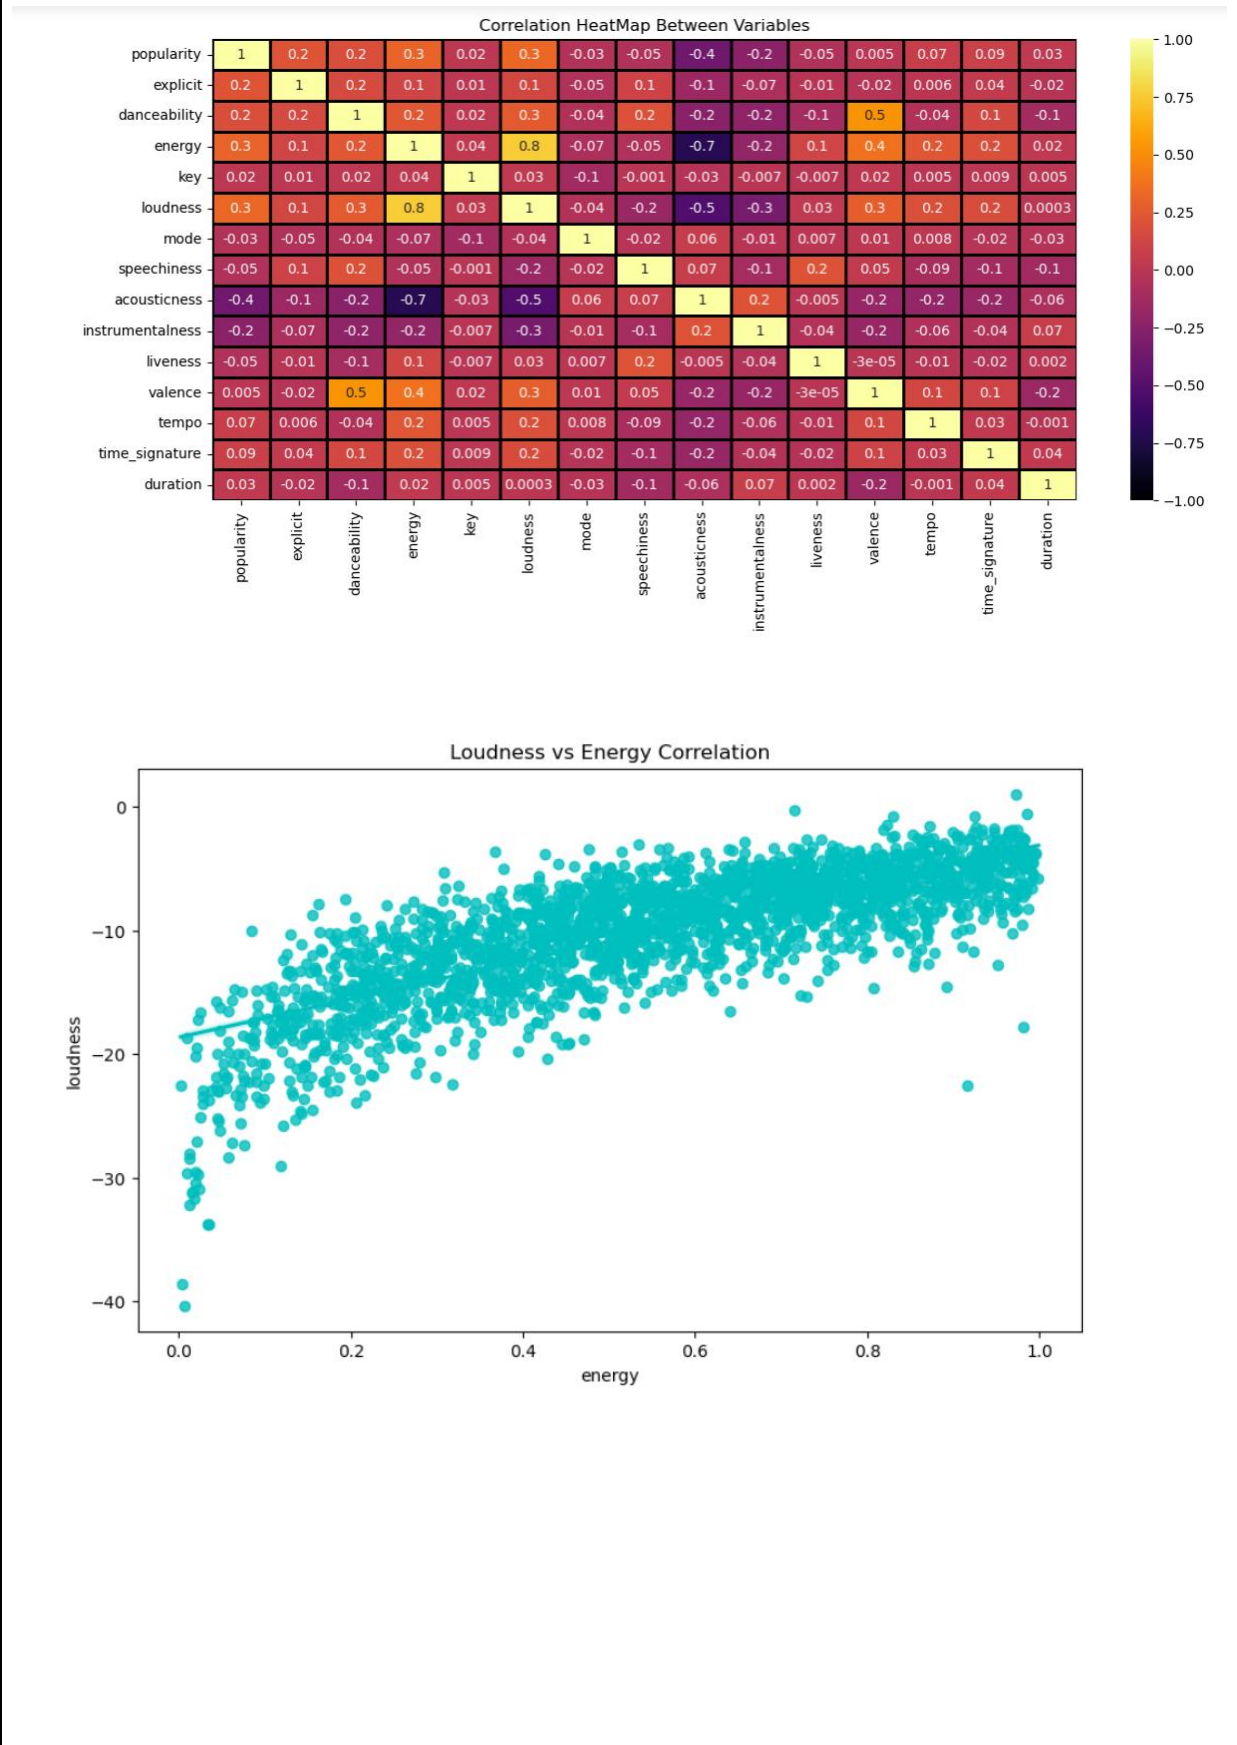 Correlation HeatMap Between Variables
popularity 1 0.2 0.2 0.3 0.02 0.3 -0.03 -0.05 -0.4 -0.2 -0.05 0.005 0.07 0.09 0.03
explicit 0.2 1 0.2 0.1 0.01 0.1 -0.05 0.1 -0.1 -0.07 -0.01 -0.02 0.006 0.04 -0.02
danceability 0.2 0.2 1 0.2 0.02 0.3 -0.04 0.2 -0.2 -0.2 -0.1 0.5 -0.04 0.1 -0.1
energy 0.3 0.1 0.2 1 0.04 0.8 -0.07 -0.05 -0.7 -0.2 0.1 0.4 0.2 0.2 0.02
key 0.02 0.01 0.02 0.04 1 0.03 -0.1 -0.001 -0.03 -0.007 -0.007 0.02 0.005 0.009 0.005
loudness 0.3 0.1 0.3 0.8 0.03 1 -0.04 -0.2 -0.5 -0.3 0.03 0.3 0.2 0.2 0.0003
mode -0.03 -0.05 -0.04 -0.07 -0.1 -0.04 1 -0.02 0.06 -0.01 0.007 0.01 0.008 -0.02 -0.03
speechiness -0.05 0.1 0.2 -0.05 -0.001 -0.2 -0.02 1 0.07 -0.1 0.2 0.05 -0.09 -0.1 -0.1
acousticness -0.4 -0.1 -0.2 -0.7 -0.03 -0.5 0.06 0.07 1 0.2 -0.005 -0.2 -0.2 -0.2 -0.06
instrumentalness -0.2 -0.07 -0.2 -0.2 -0.007 -0.3 -0.01 -0.1 0.2 1 -0.04 -0.2 -0.06 -0.04 0.07
liveness -0.05 -0.01 -0.1 0.1 -0.007 0.03 0.007 0.2 -0.005 -0.04 1 -3e-05 -0.01 -0.02 0.002
valence 0.005 -0.02 0.5 0.4 0.02 0.3 0.01 0.05 -0.2 -0.2 -3e-05 1 0.1 0.1 -0.2
tempo 0.07 0.006 -0.04 0.2 0.005 0.2 0.008 -0.09 -0.2 -0.06 -0.01 0.1 1 0.03 -0.001
time_signature 0.09 0.04 0.1 0.2 0.009 0.2 -0.02 -0.1 -0.2 -0.04 -0.02 0.1 0.03 1 0.04
duration 0.03 -0.02 -0.1 0.02 0.005 0.0003 -0.03 -0.1 -0.06 0.07 0.002 -0.2 -0.001 0.04 1
popularity explicit danceability energy key loudness mode speechiness acousticness instrumentalness liveness valence tempo time_signature duration
1.00
0.75
0.50
0.25
0.00
−0.25
−0.50
−0.75
−1.00
Loudness vs Energy Correlation
loudness
0
−10
−20
−30
−40
0.0 0.2 0.4 0.6 0.8 1.0
energy